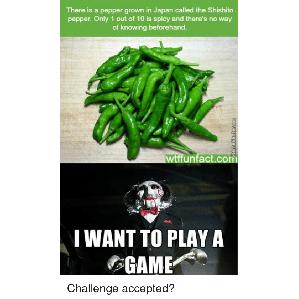 There is a pepper grown in Japan called the Shishito
pepper. Only 1 out of 10 is spicy and there's no way
of knowing beforehand.
wtffunfact.com
I WANT TO PLAY A
GAME
Challenge accepted?